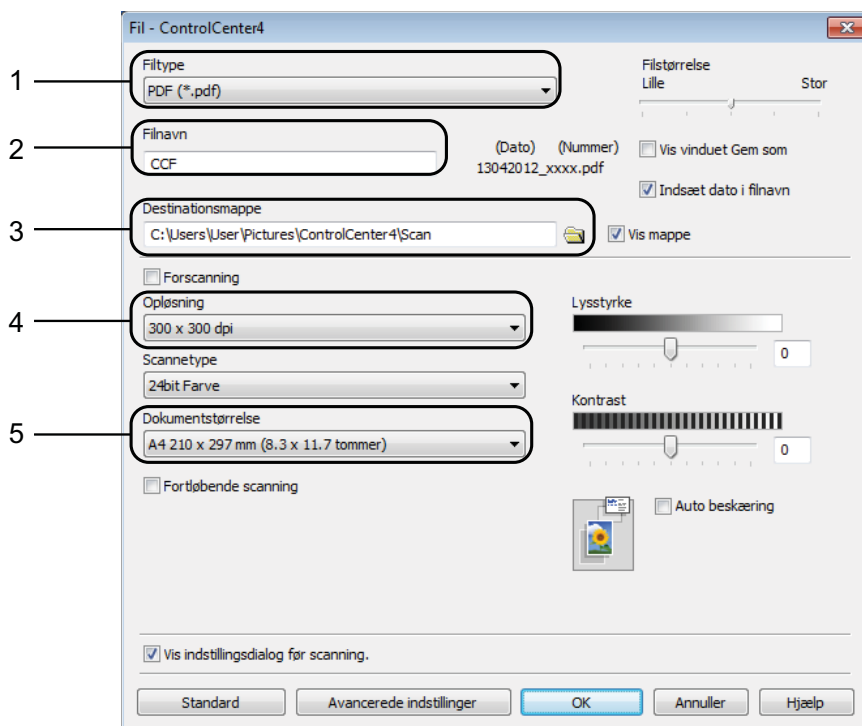 Fil - ControlCenter4
1
Filtype
PDF (*.pdf)
Filstørrelse
Lille Stor
2
Filnavn
CCF
(Dato) (Nummer)
13042012_xxxx.pdf
Vis vinduet Gem som
Indsæt dato i filnavn
3
Destinationsmappe
C:\Users\User\Pictures\ControlCenter4\Scan
Vis mappe
Forscanning
4
Opløsning
300 x 300 dpi
Lysstyrke
0
Scannetype
24bit Farve
Kontrast
0
5
Dokumentstørrelse
A4 210 x 297 mm (8.3 x 11.7 tommer)
Fortløbende scanning
Auto beskæring
Vis indstillingsdialog før scanning.
Standard Avancerede indstillinger OK Annuller Hjælp